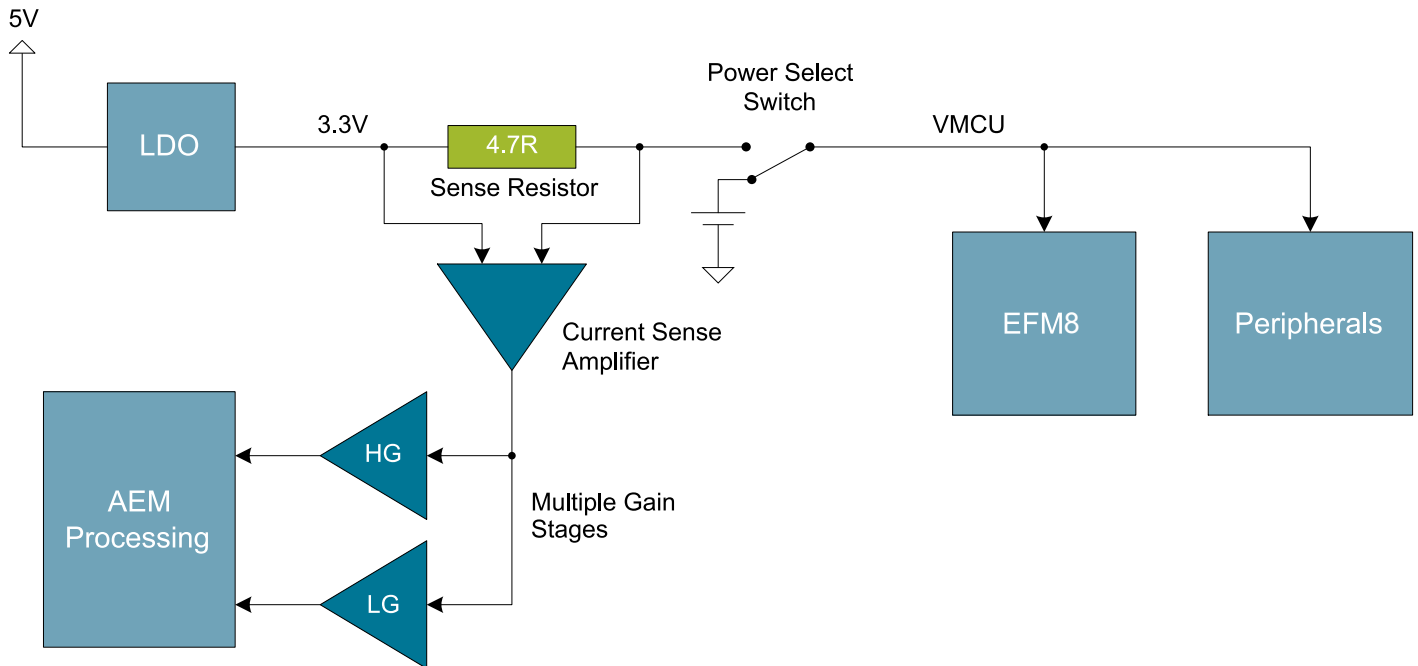 5V
LDO
3.3V
4.7R
Sense Resistor
Power Select
Switch
VMCU
EFM8
Peripherals
Current Sense
Amplifier
HG
AEM
Processing
Multiple Gain
Stages
LG